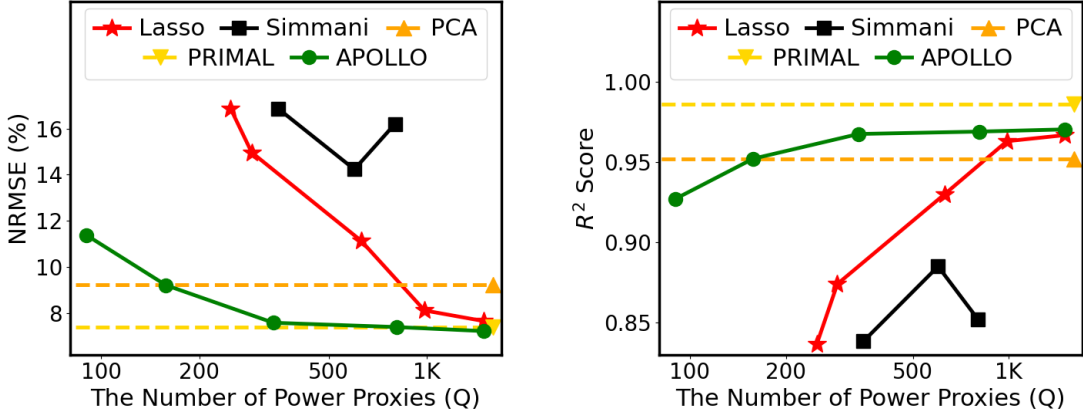 Lasso Simmani PCA
PRIMAL APOLLO
NRMSE (%)
16
14
12
10
8
100 200 500 1K
The Number of Power Proxies (Q)
Lasso Simmani PCA
PRIMAL APOLLO
R² Score
1.00
0.95
0.90
0.85
100 200 500 1K
The Number of Power Proxies (Q)